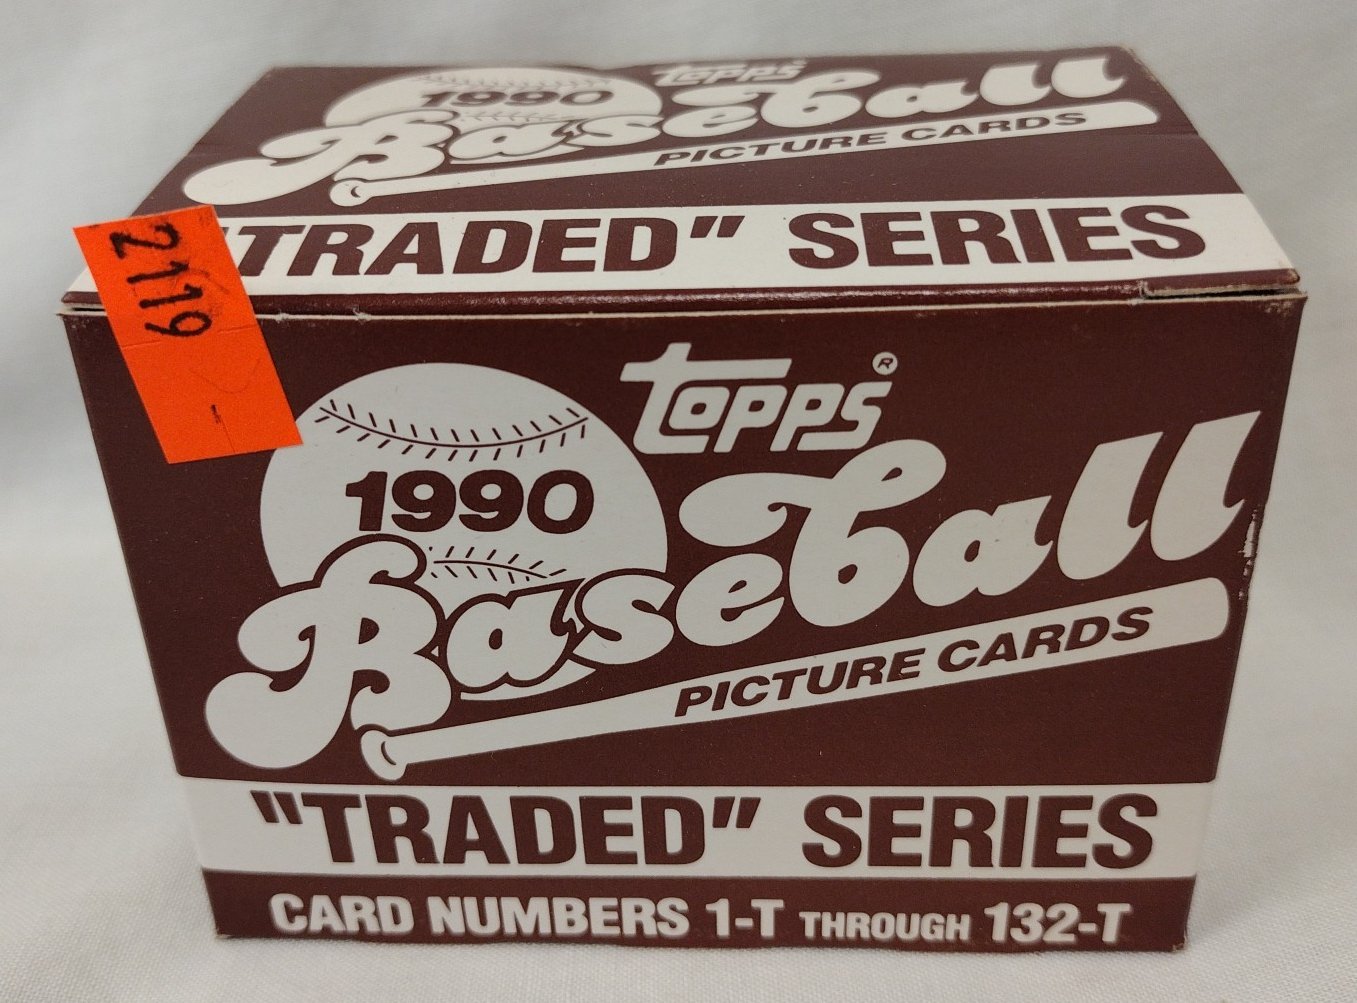 1990
topps
Baseball
PICTURE CARDS
"TRADED" SERIES
2119
topps®
1990
Baseball
PICTURE CARDS
"TRADED" SERIES
CARD NUMBERS 1-T THROUGH 132-T